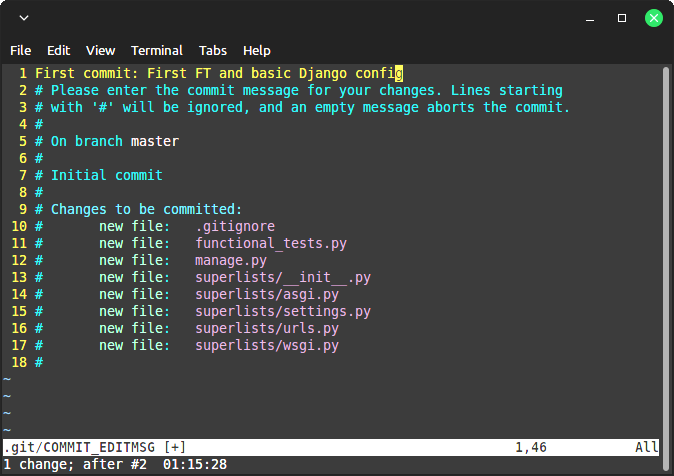 File Edit View Terminal Tabs Help
1 First commit: First FT and basic Django config
2 # Please enter the commit message for your changes. Lines starting
3 # with '#' will be ignored, and an empty message aborts the commit.
4 #
5 # On branch master
6 #
7 # Initial commit
8 #
9 # Changes to be committed:
10 #       new file:   .gitignore
11 #       new file:   functional_tests.py
12 #       new file:   manage.py
13 #       new file:   superlists/__init__.py
14 #       new file:   superlists/asgi.py
15 #       new file:   superlists/settings.py
16 #       new file:   superlists/urls.py
17 #       new file:   superlists/wsgi.py
18 #
~
~
~
~
.git/COMMIT_EDITMSG [+] 1,46 All
1 change; after #2  01:15:28